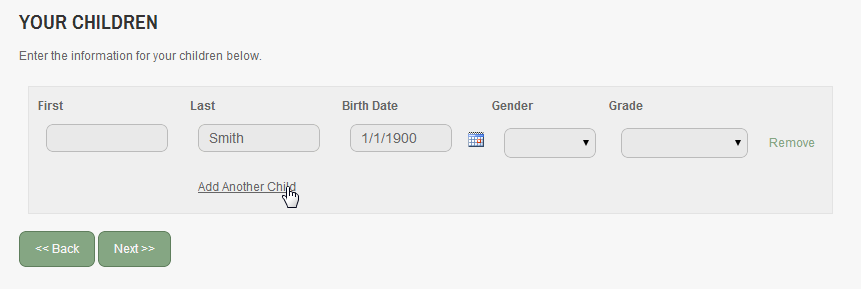 YOUR CHILDREN
Enter the information for your children below.
First Last Birth Date Gender Grade
Smith 1/1/1900 Remove
Add Another Child
<< Back Next >>